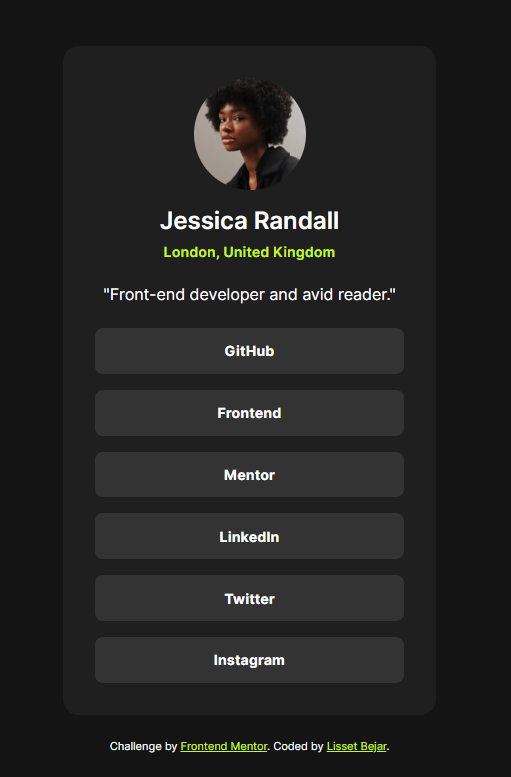 Jessica Randall
London, United Kingdom
"Front-end developer and avid reader."
GitHub
Frontend
Mentor
LinkedIn
Twitter
Instagram
Challenge by Frontend Mentor. Coded by Lisset Bejar.